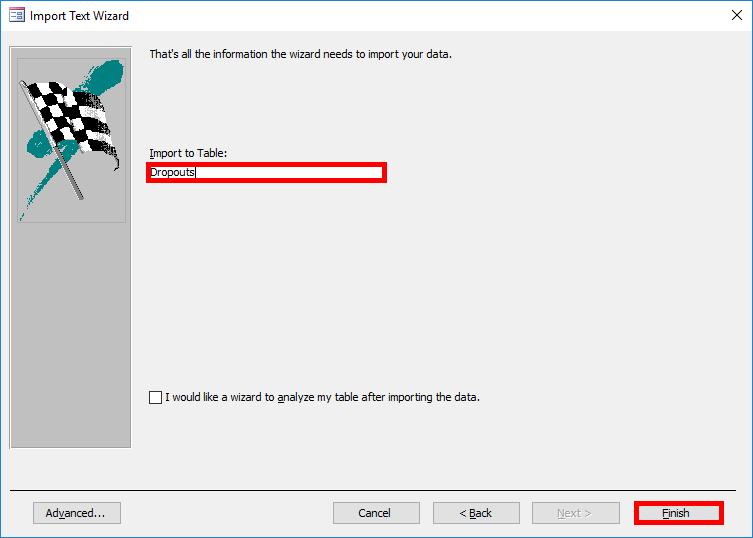 Import Text Wizard
That's all the information the wizard needs to import your data.
Import to Table:
Dropouts
I would like a wizard to analyze my table after importing the data.
Advanced... Cancel < Back Next > Finish